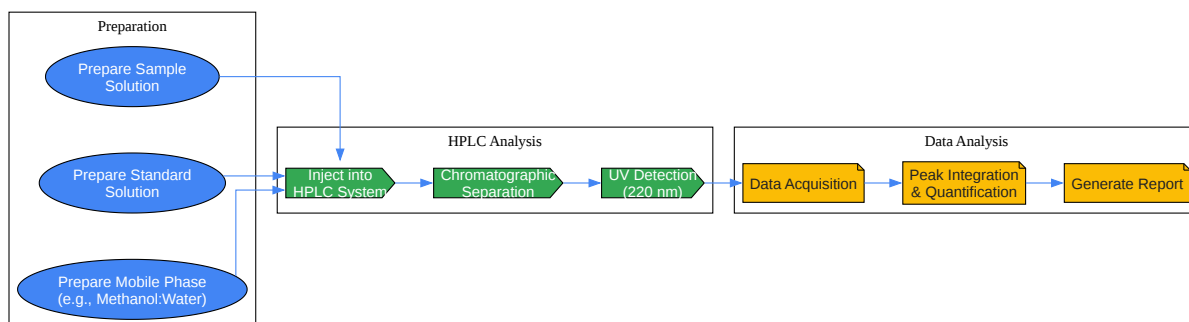 Preparation
Prepare Sample
Solution
Prepare Standard
Solution
Prepare Mobile Phase
(e.g., Methanol:Water)
HPLC Analysis
Inject into
HPLC System
Chromatographic
Separation
UV Detection
(220 nm)
Data Analysis
Data Acquisition
Peak Integration
& Quantification
Generate Report